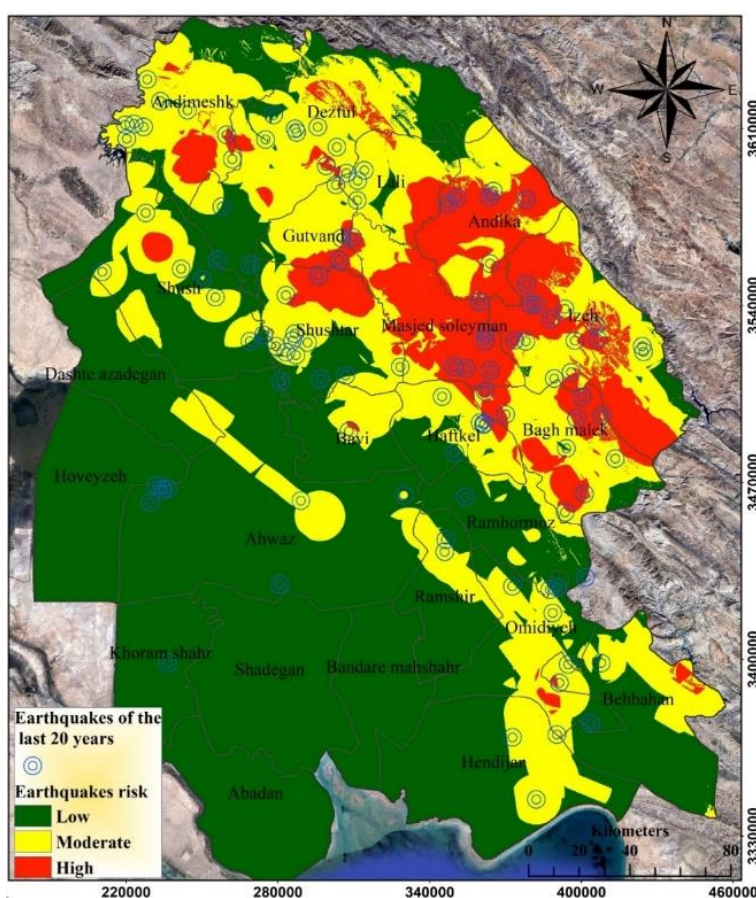 N
W
E
S
Andimeshk
Dezful
3610000
Lali
Andika
Gutvand
Shush
3540000
Izeh
Shushtar
Masjed soleyman
Dashte azadegan
Bavi
Haftkel
Bagh malek
Hoveyzeh
3470000
Ramhormoz
Ahwaz
Ramshir
Omidiyeh
Khoram shahr
Shadegan
Bandare mahshahr
3400000
Behbahan
Hendijar
Abadan
3330000
Earthquakes of the
last 20 years
Earthquakes risk
Low
Moderate
High
Kilometers
0 10 20 40 80
220000 280000 340000 400000 460000